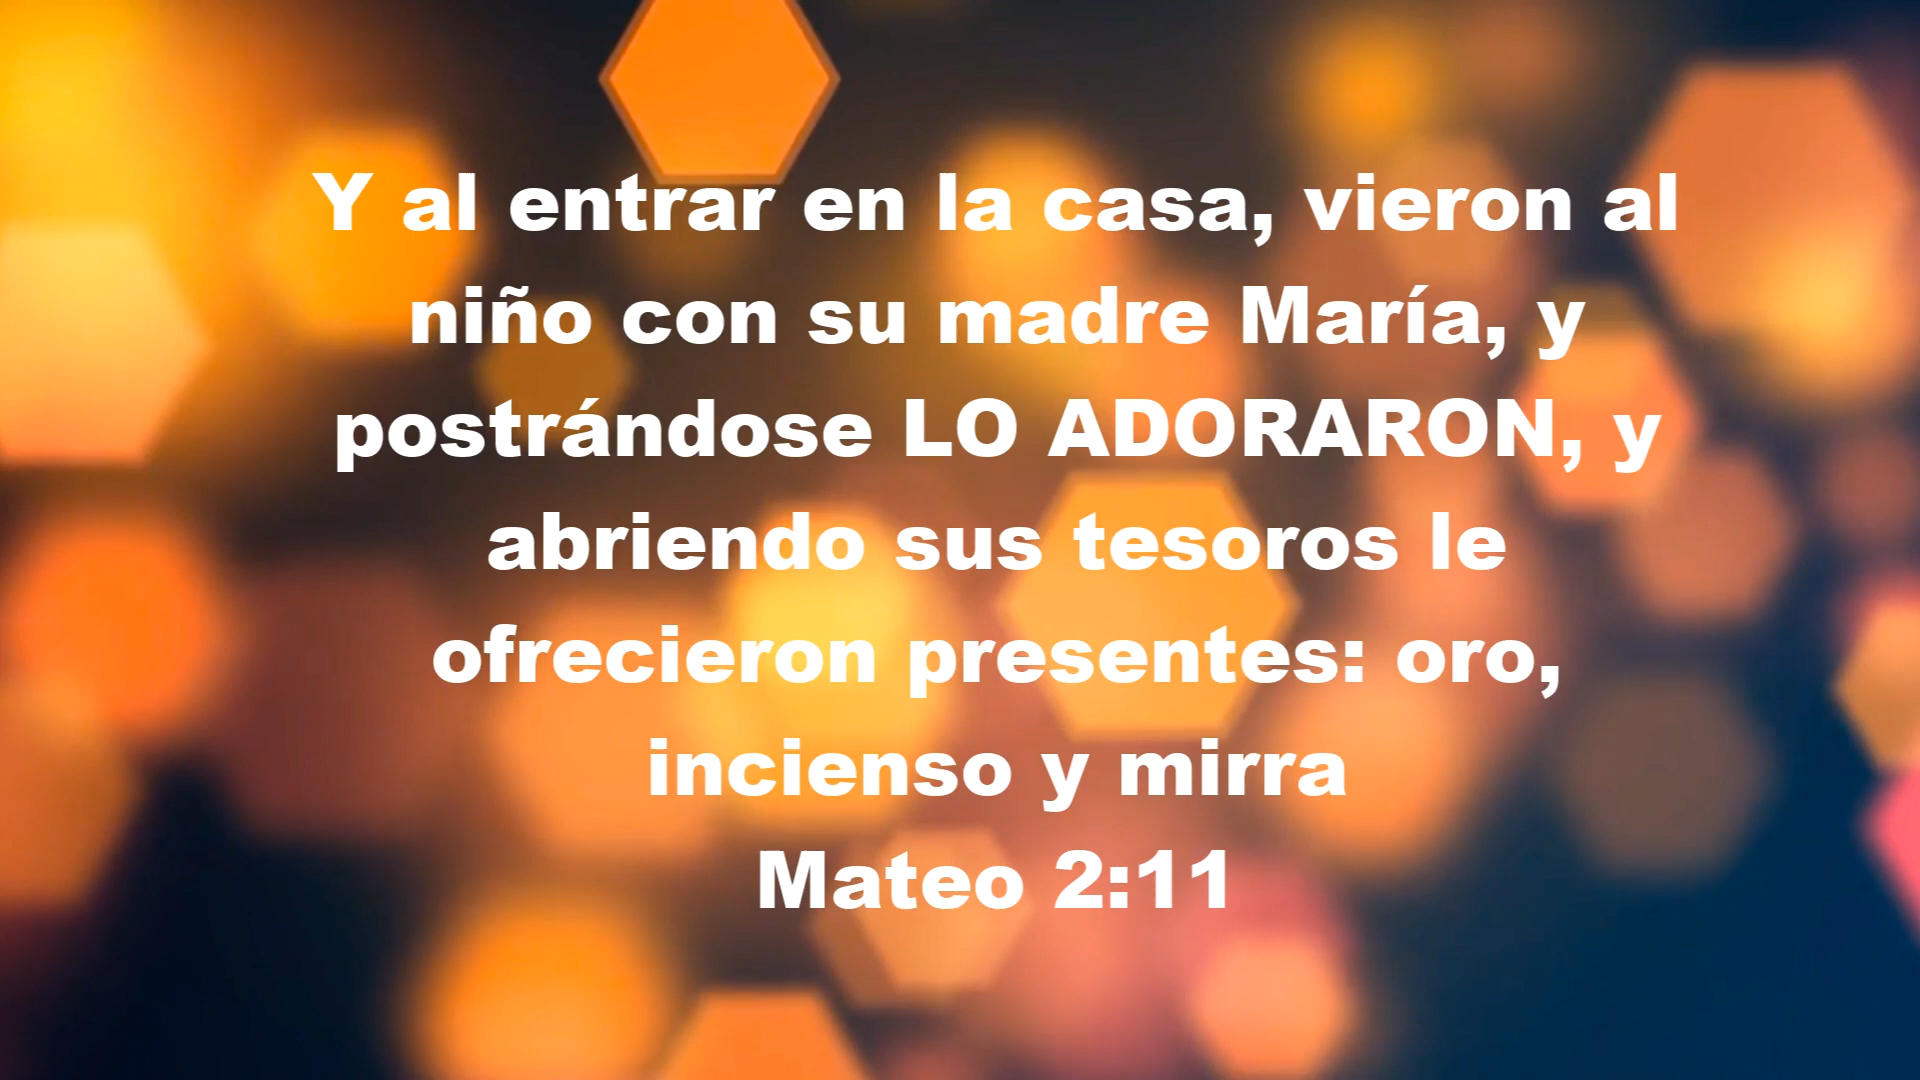 Y al entrar en la casa, vieron al
niño con su madre María, y
postrándose LO ADORARON, y
abriendo sus tesoros le
ofrecieron presentes: oro,
incienso y mirra
Mateo 2:11